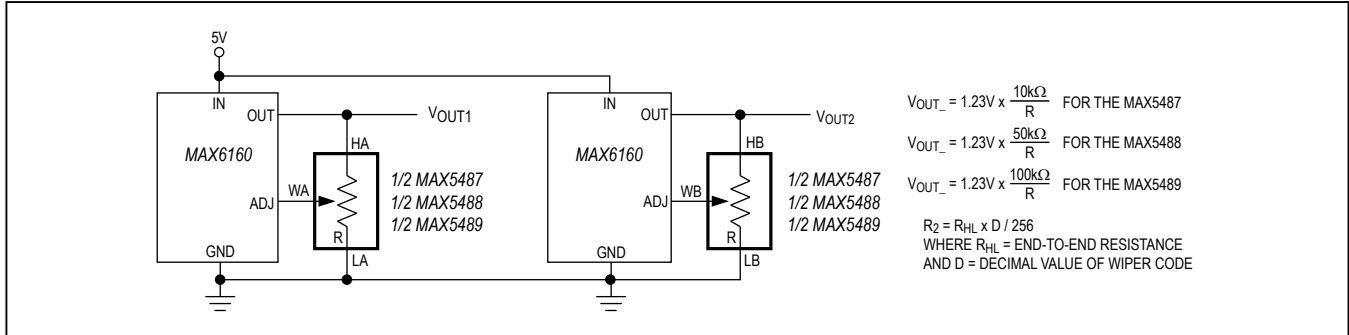 5V
IN
OUT
VOUT1
HA
MAX6160
WA
ADJ
1/2 MAX5487
1/2 MAX5488
1/2 MAX5489
R
GND
LA
IN
OUT
VOUT2
HB
MAX6160
WB
ADJ
1/2 MAX5487
1/2 MAX5488
1/2 MAX5489
R
GND
LB
VOUT_ = 1.23V x 10kΩ / R FOR THE MAX5487
VOUT_ = 1.23V x 50kΩ / R FOR THE MAX5488
VOUT_ = 1.23V x 100kΩ / R FOR THE MAX5489
R2 = RHL x D / 256
WHERE RHL = END-TO-END RESISTANCE
AND D = DECIMAL VALUE OF WIPER CODE